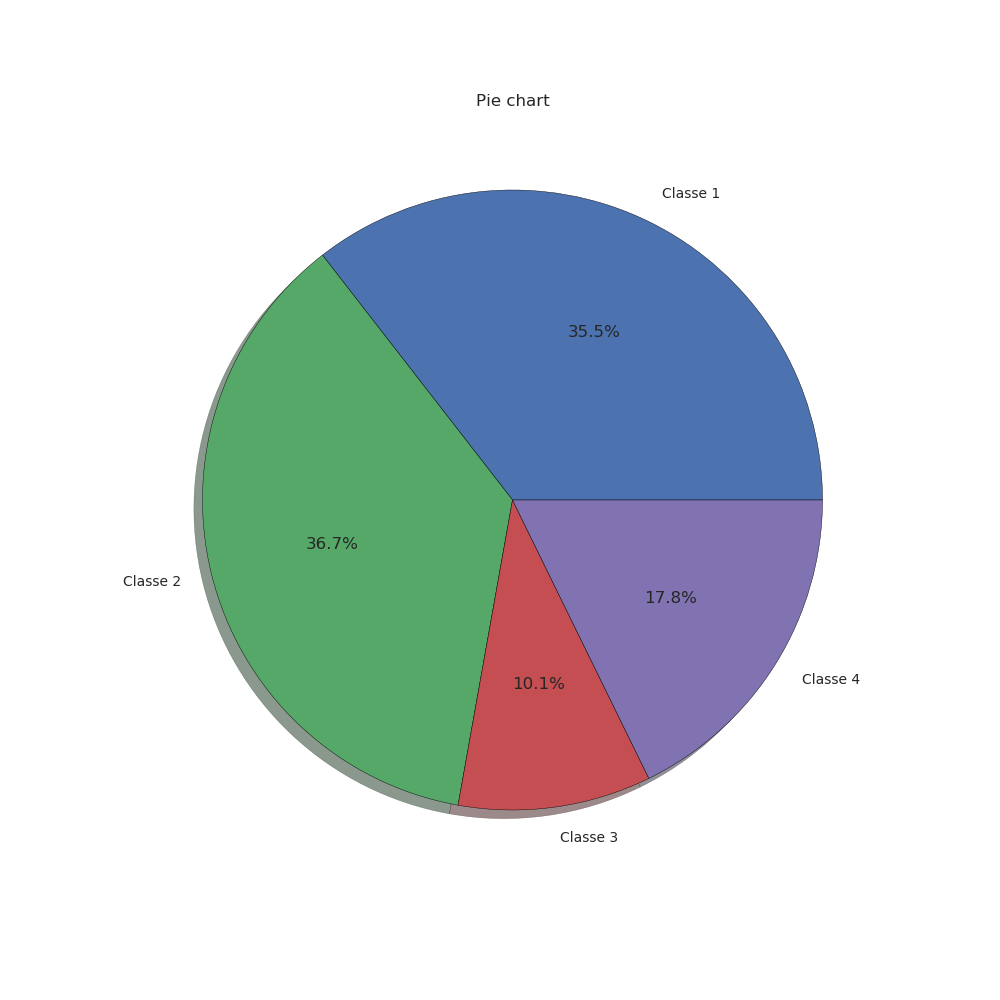 Pie chart
Classe 1
35.5%
36.7%
Classe 2
17.8%
Classe 4
10.1%
Classe 3